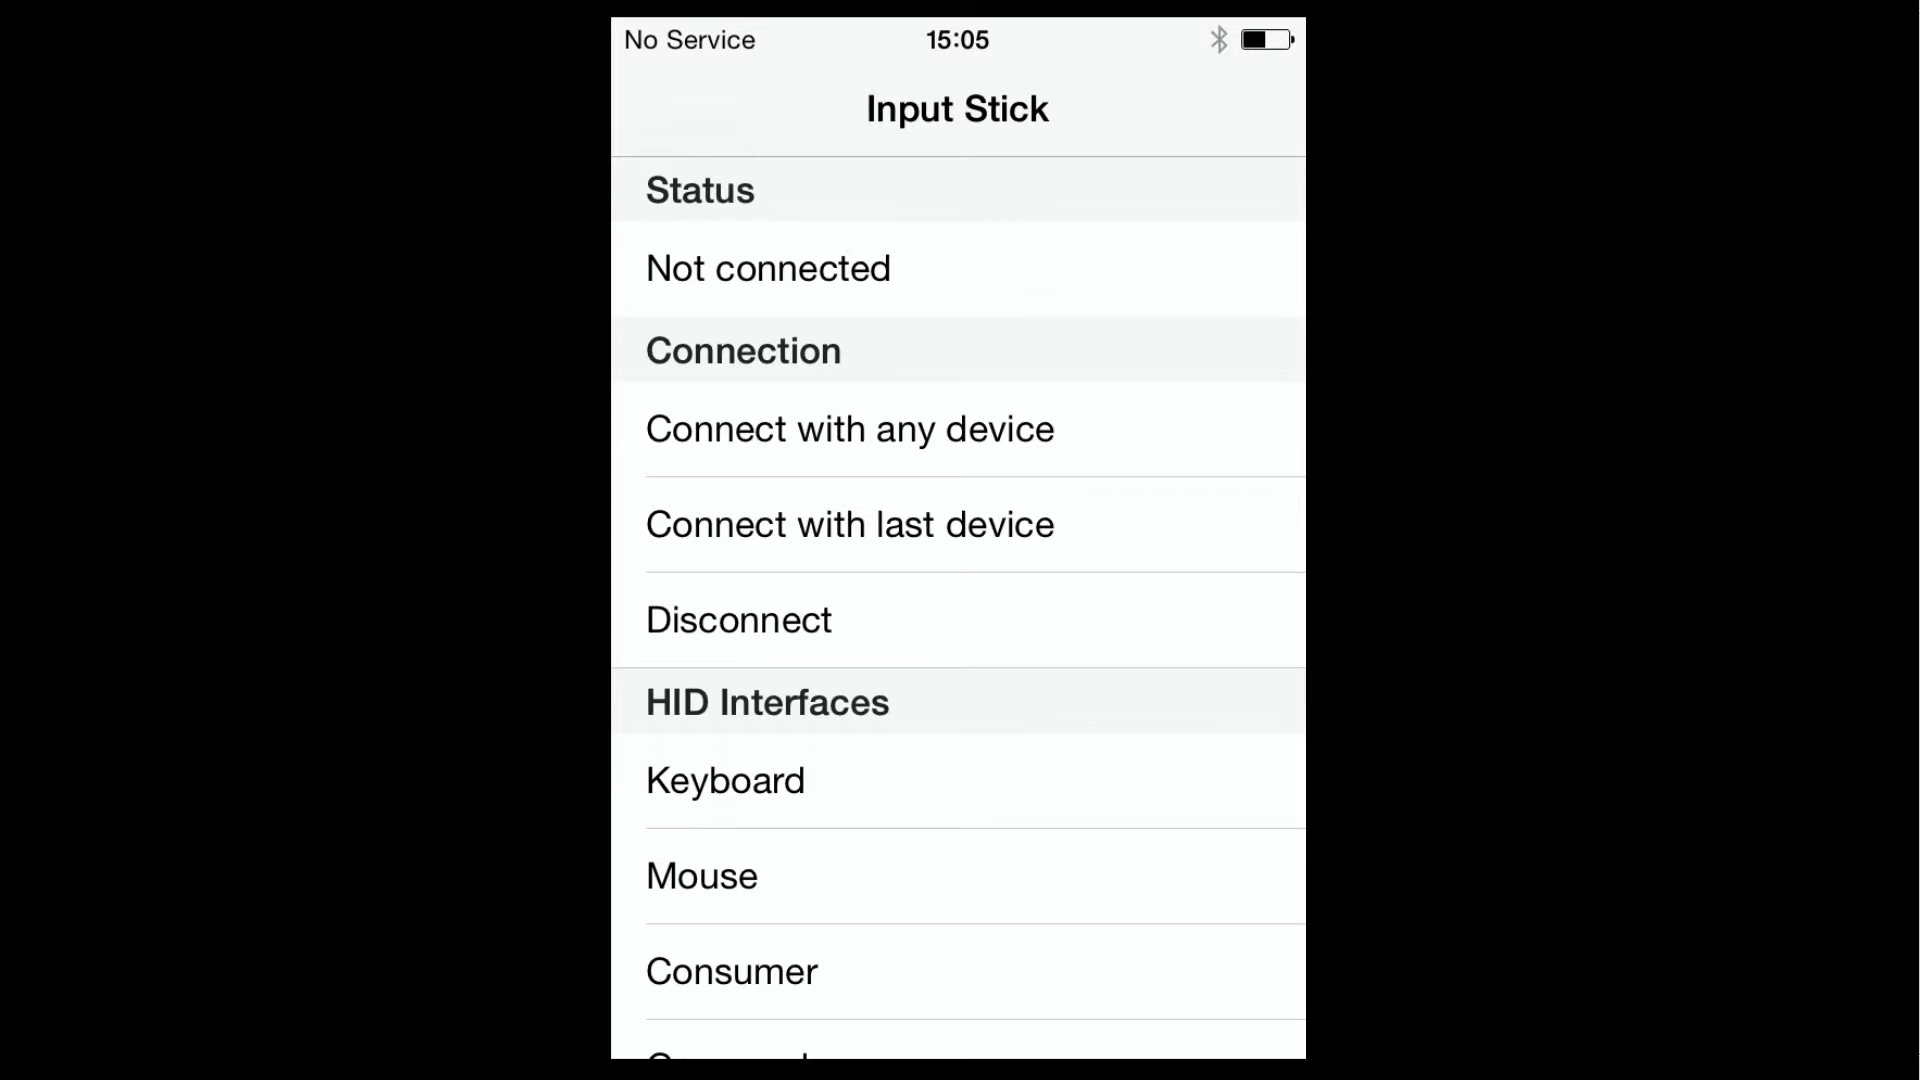 No Service 15:05
Input Stick
Status
Not connected
Connection
Connect with any device
Connect with last device
Disconnect
HID Interfaces
Keyboard
Mouse
Consumer